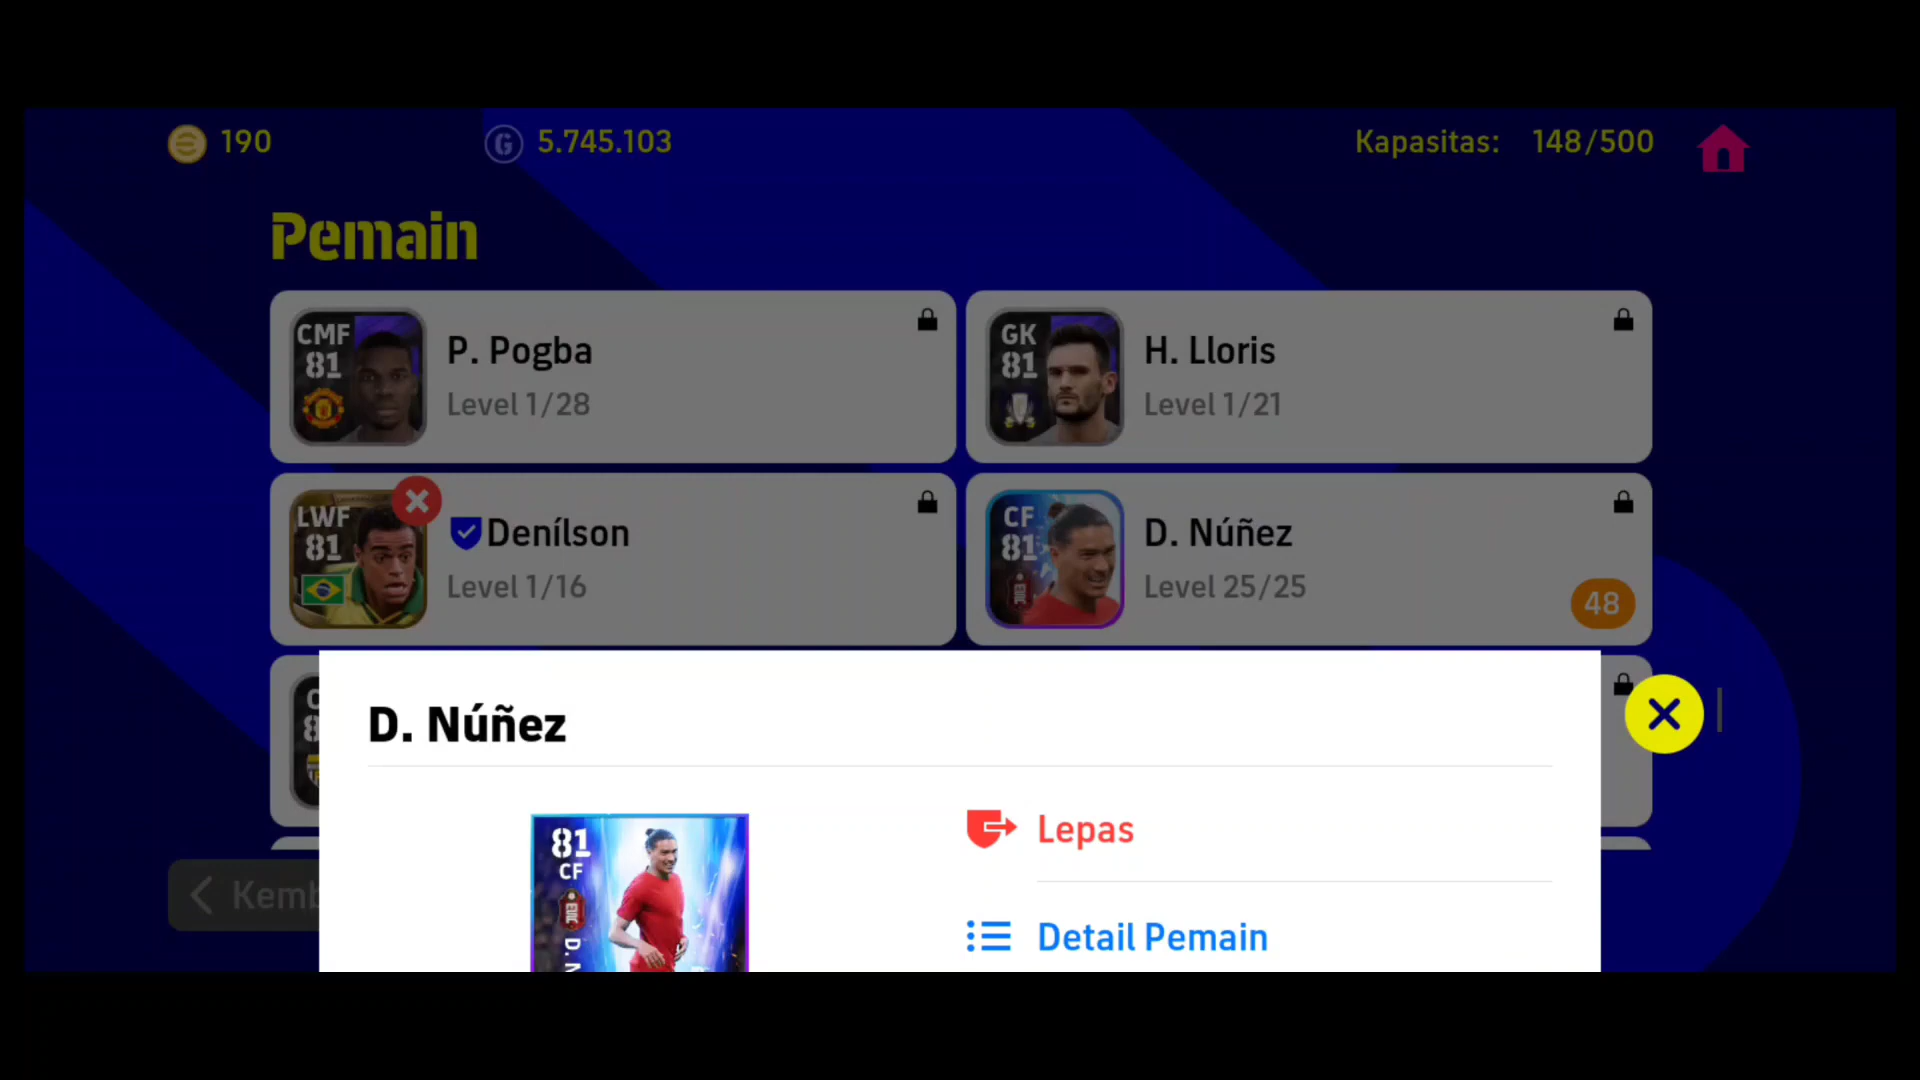 190
5.745.103
Kapasitas: 148/500
Pemain
CMF
81
P. Pogba
Level 1/28
GK
81
H. Lloris
Level 1/21
LWF
81
Denílson
Level 1/16
CF
81
D. Núñez
Level 25/25
48
D. Núñez
81
CF
Lepas
Detail Pemain